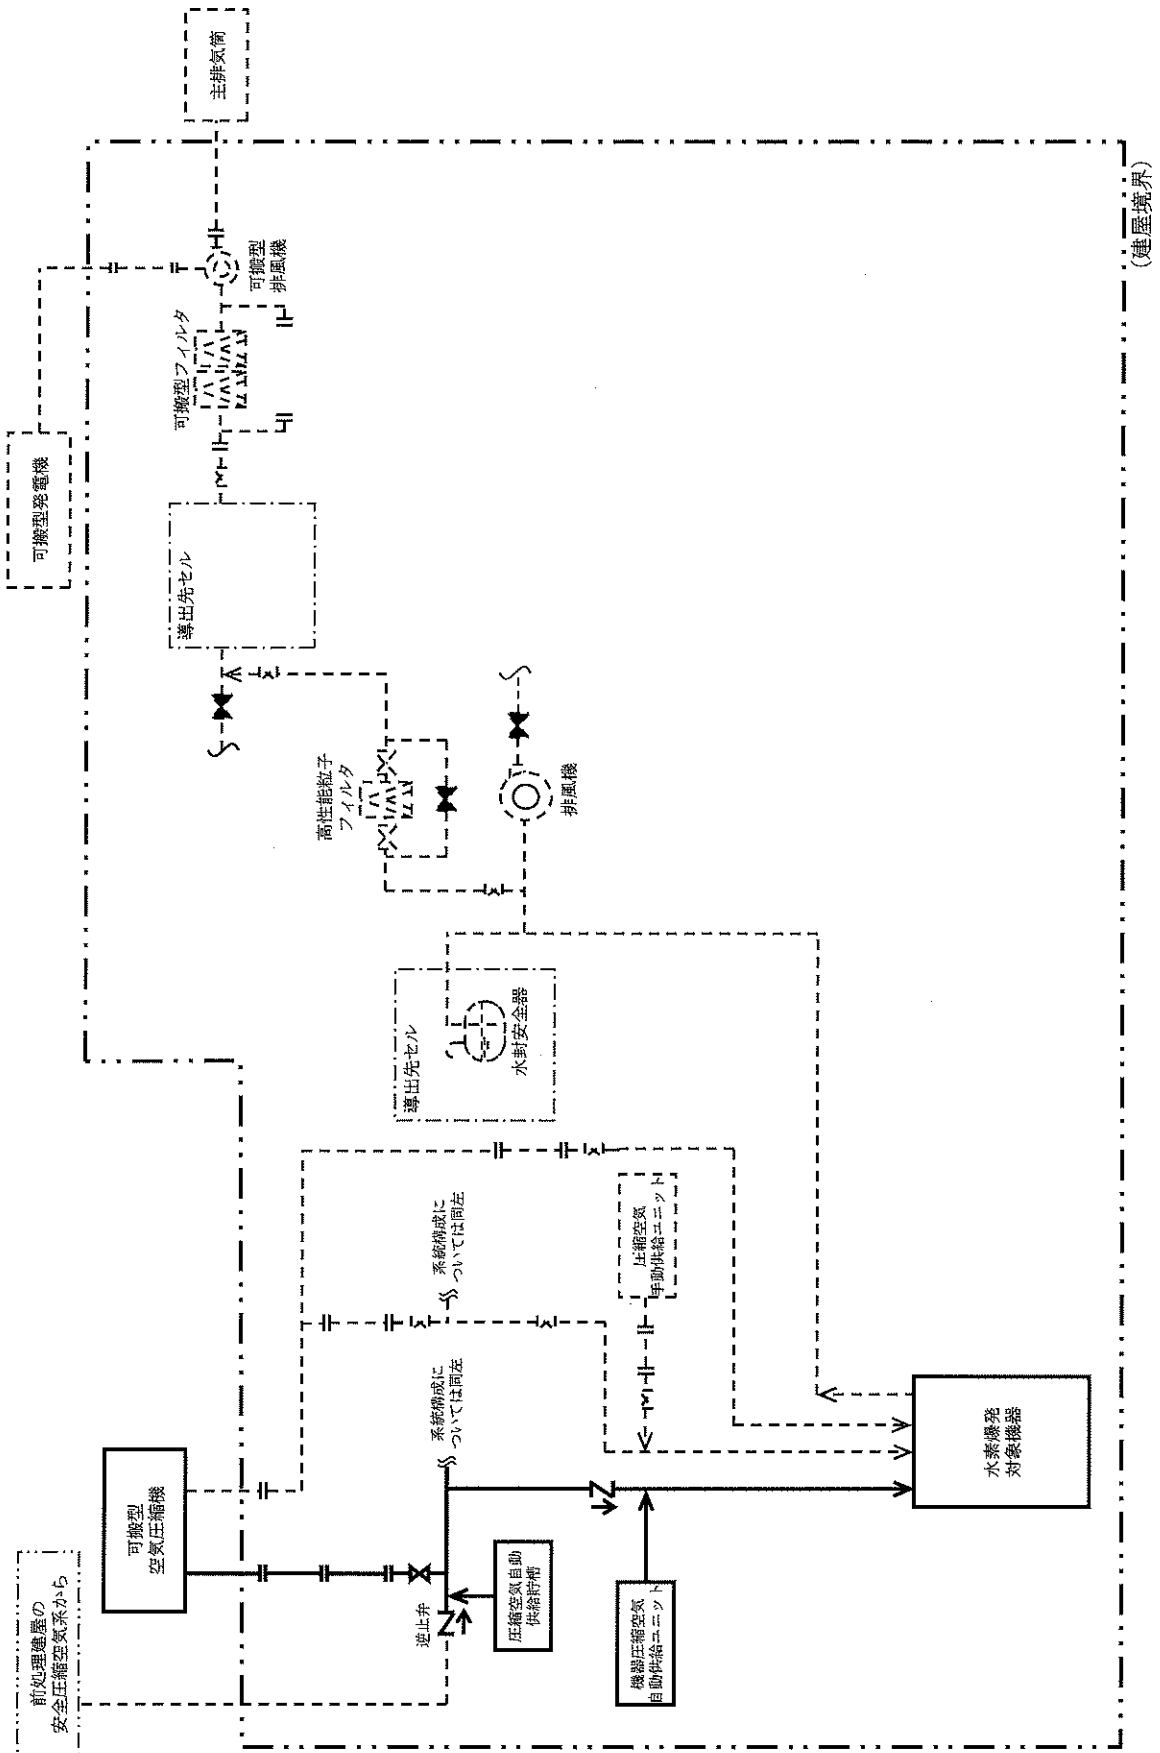 前処理建屋の
安全圧縮空気系から
可搬型
空気圧縮機
逆止弁
圧縮空気自動
供給貯槽
機器圧縮空気
自動供給ユニット
系統構成に
ついては同左
系統構成に
ついては同左
圧縮空気
手動供給ユニット
水素爆発
対象機器
導出先セル
水封安全器
高性能粒子
フィルタ
排風機
導出先セル
可搬型発電機
可搬型フィルタ
可搬型
排風機
主排気筒
(建屋境界)